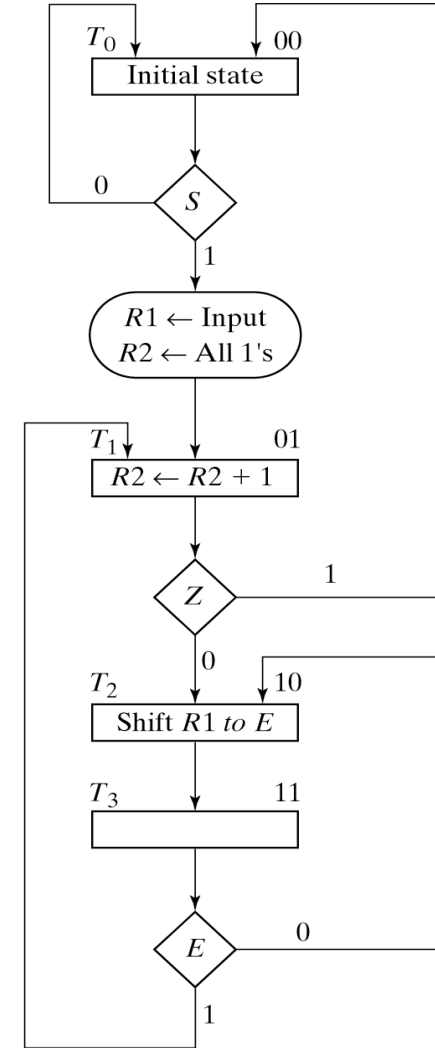 T0 00
Initial state
0 S
1
R1 ← Input
R2 ← All 1's
T1 01
R2 ← R2 + 1
1
Z
0
T2 10
Shift R1 to E
T3 11
E 0
1